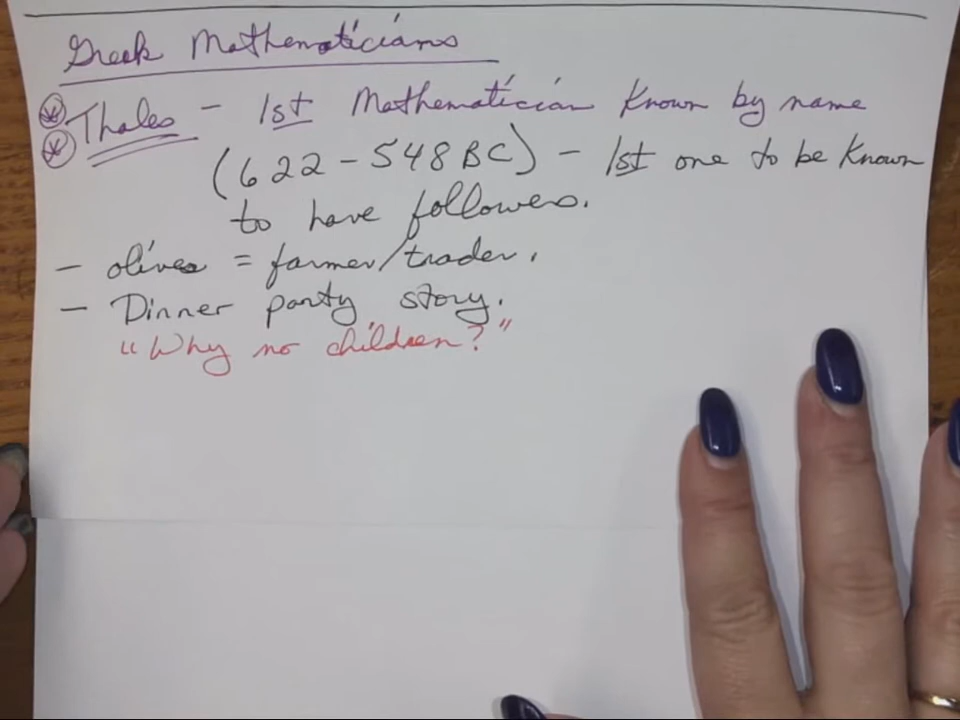 Greek Mathematicians
Thales - 1st Mathematician known by name
(622-548 BC) - 1st one to be known
to have followers.
- olives = farmer/trader.
- Dinner party story.
"Why no children?"